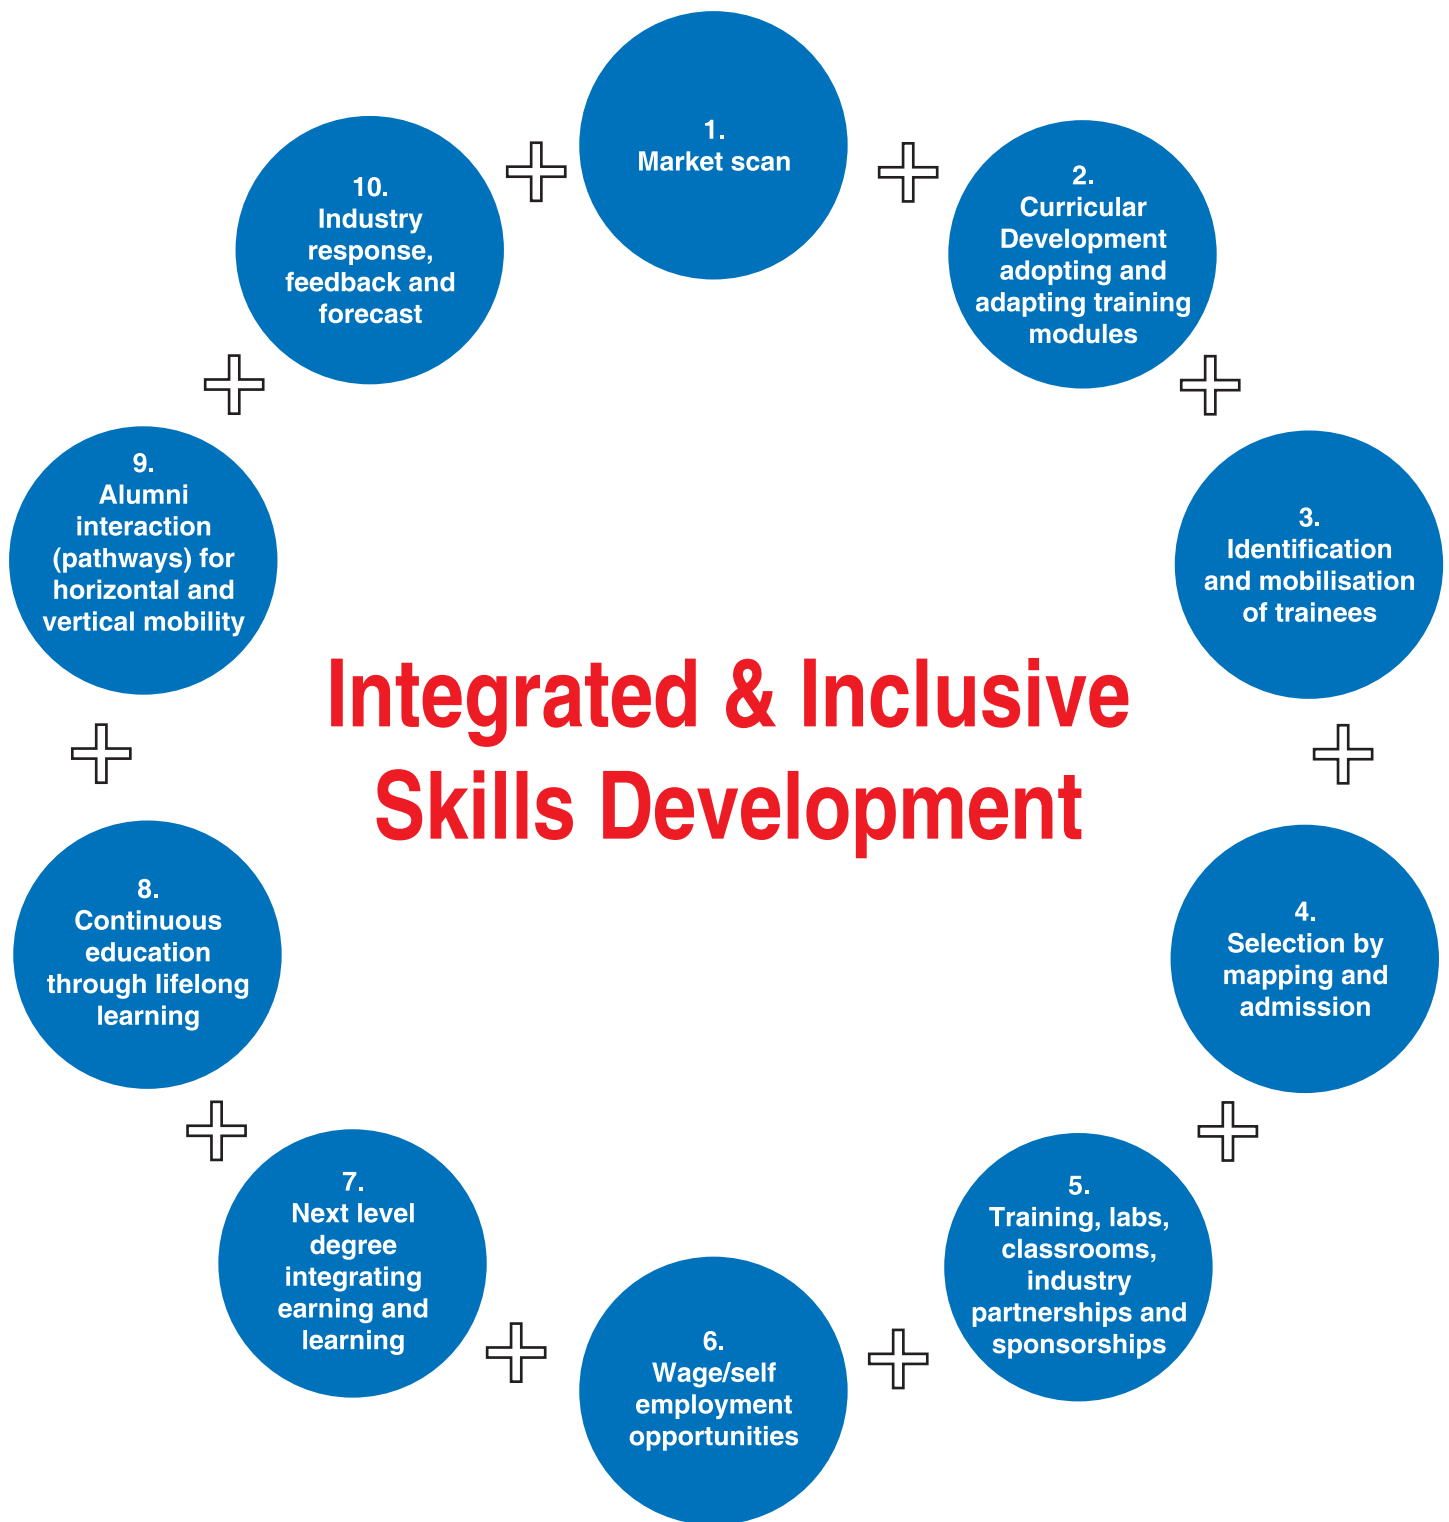 1.
Market scan
2.
Curricular
Development
adopting and
adapting training
modules
3.
Identification
and mobilisation
of trainees
4.
Selection by
mapping and
admission
5.
Training, labs,
classrooms,
industry
partnerships and
sponsorships
6.
Wage/self
employment
opportunities
7.
Next level
degree
integrating
earning and
learning
8.
Continuous
education
through lifelong
learning
9.
Alumni
interaction
(pathways) for
horizontal and
vertical mobility
10.
Industry
response,
feedback and
forecast
Integrated & Inclusive
Skills Development